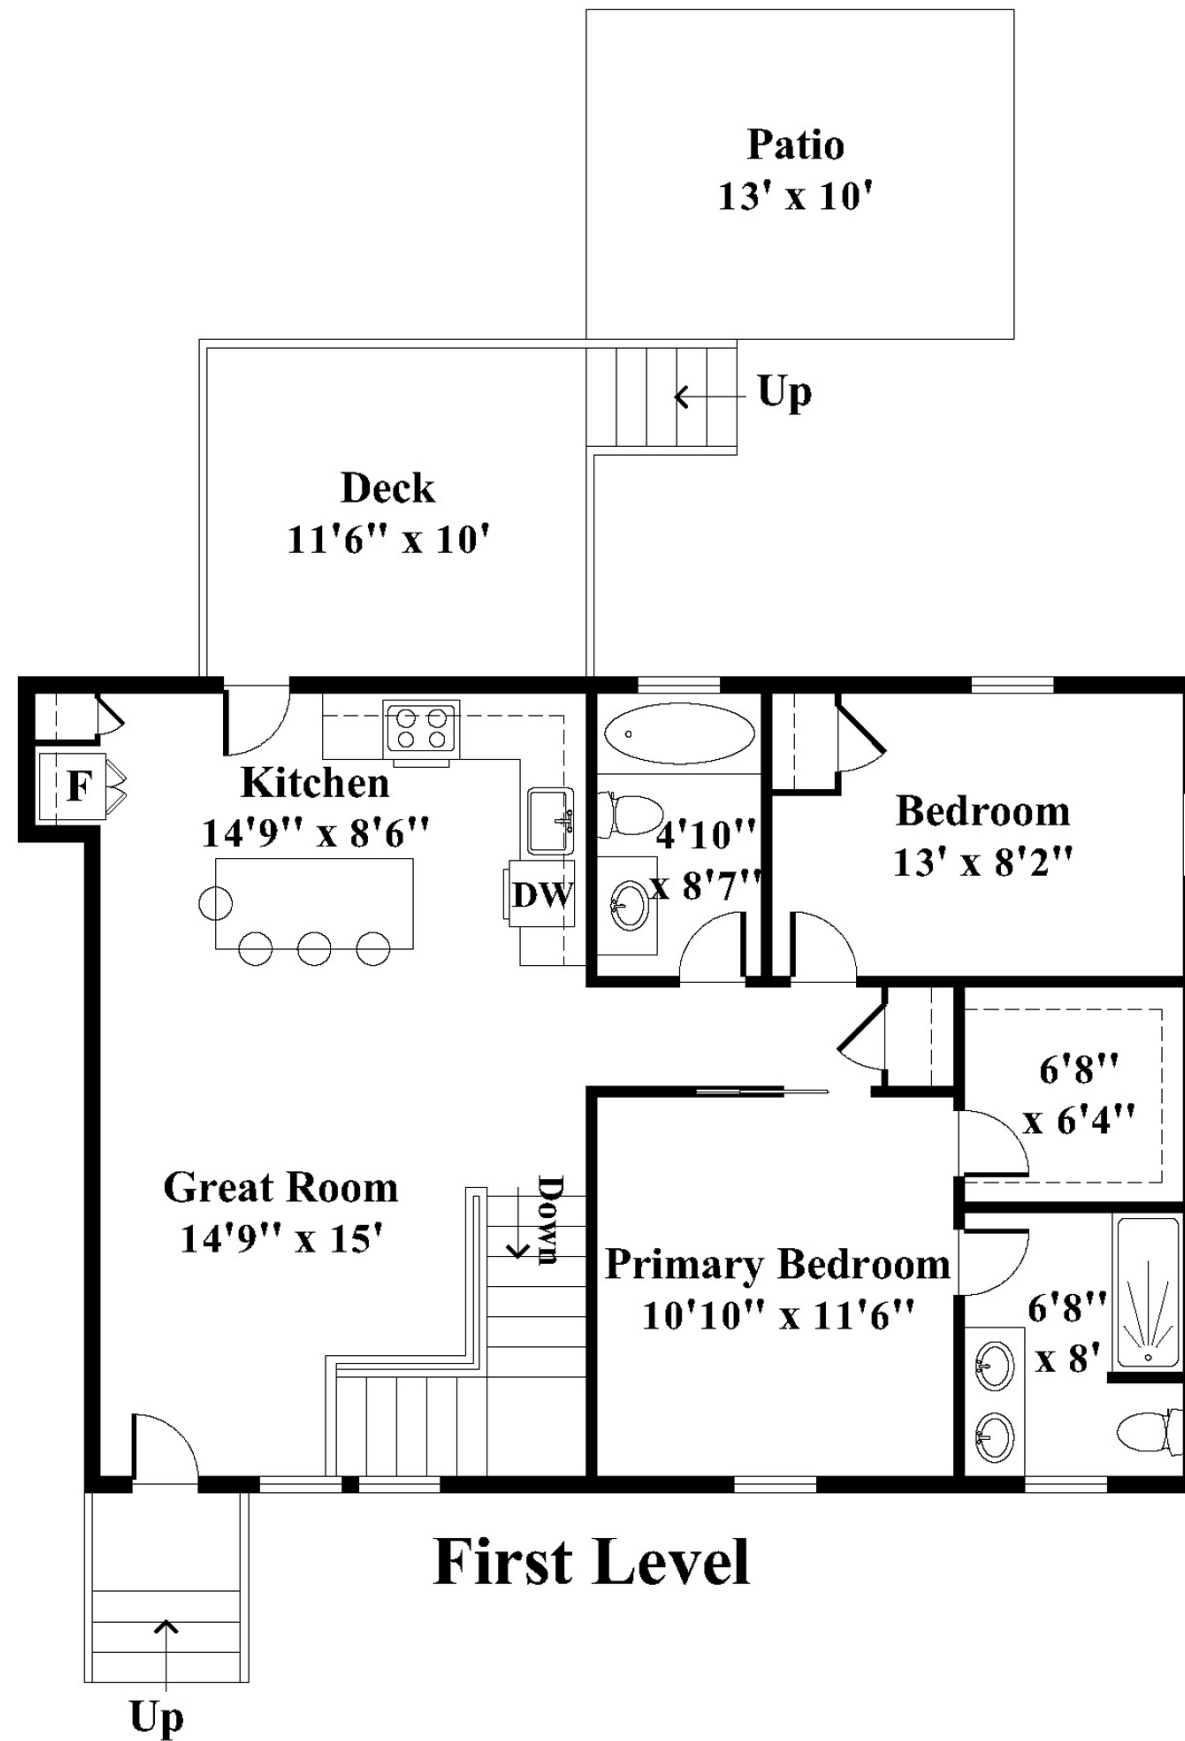 Patio
13' x 10'
Up
Deck
11'6" x 10'
F
Kitchen
14'9" x 8'6"
DW
4'10"
x 8'7"
Bedroom
13' x 8'2"
6'8"
x 6'4"
Great Room
14'9" x 15'
Down
Primary Bedroom
10'10" x 11'6"
6'8"
x 8'
First Level
Up